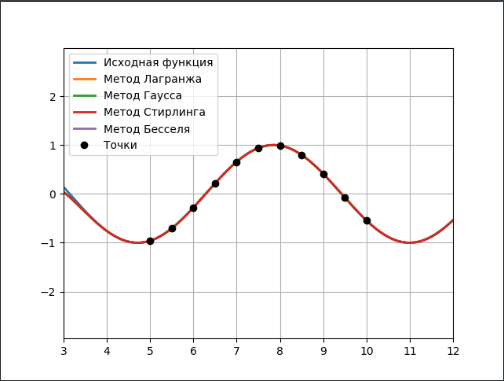 Исходная функция
Метод Лагранжа
Метод Гаусса
Метод Стирлинга
Метод Бесселя
Точки
2
1
0
−1
−2
3 4 5 6 7 8 9 10 11 12